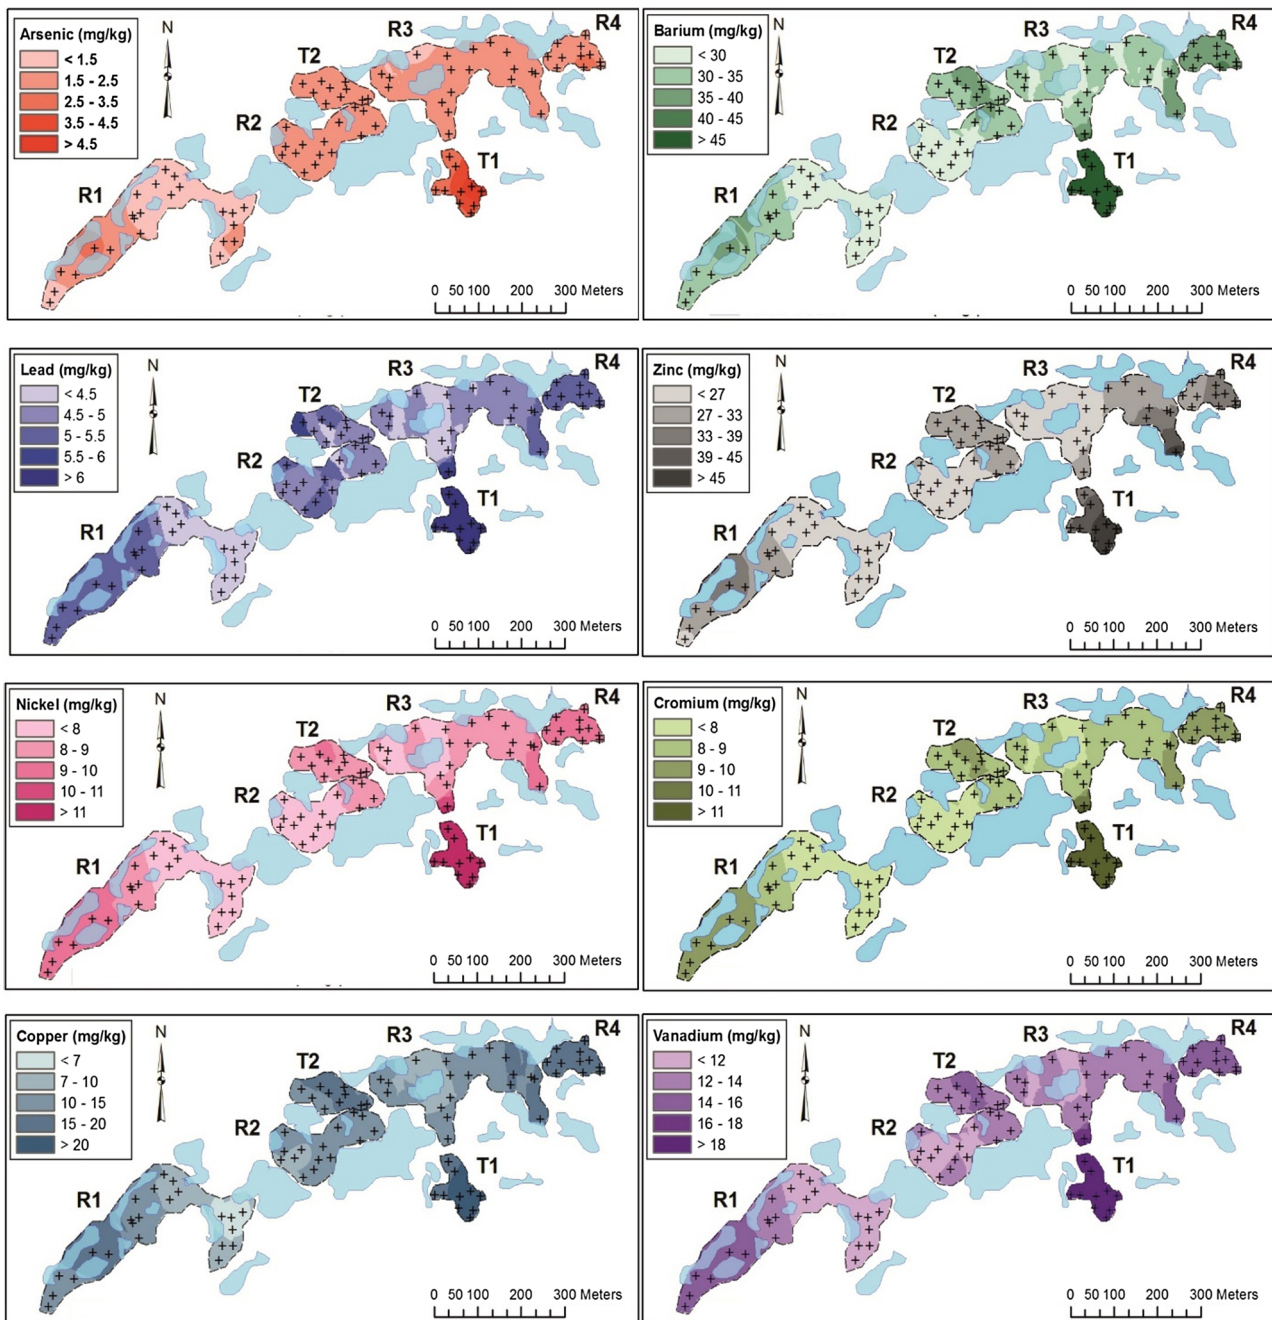 Arsenic (mg/kg)
< 1.5
1.5 - 2.5
2.5 - 3.5
3.5 - 4.5
> 4.5
N
R1
R2
T2
R3
R4
T1
0 50 100 200 300 Meters
Barium (mg/kg)
< 30
30 - 35
35 - 40
40 - 45
> 45
N
R1
R2
T2
R3
R4
T1
0 50 100 200 300 Meters
Lead (mg/kg)
< 4.5
4.5 - 5
5 - 5.5
5.5 - 6
> 6
N
R1
R2
T2
R3
R4
T1
0 50 100 200 300 Meters
Zinc (mg/kg)
< 27
27 - 33
33 - 39
39 - 45
> 45
N
R1
R2
T2
R3
R4
T1
0 50 100 200 300 Meters
Nickel (mg/kg)
< 8
8 - 9
9 - 10
10 - 11
> 11
N
R1
R2
T2
R3
R4
T1
0 50 100 200 300 Meters
Cromium (mg/kg)
< 8
8 - 9
9 - 10
10 - 11
> 11
N
R1
R2
T2
R3
R4
T1
0 50 100 200 300 Meters
Copper (mg/kg)
< 7
7 - 10
10 - 15
15 - 20
> 20
N
R1
R2
T2
R3
R4
T1
0 50 100 200 300 Meters
Vanadium (mg/kg)
< 12
12 - 14
14 - 16
16 - 18
> 18
N
R1
R2
T2
R3
R4
T1
0 50 100 200 300 Meters